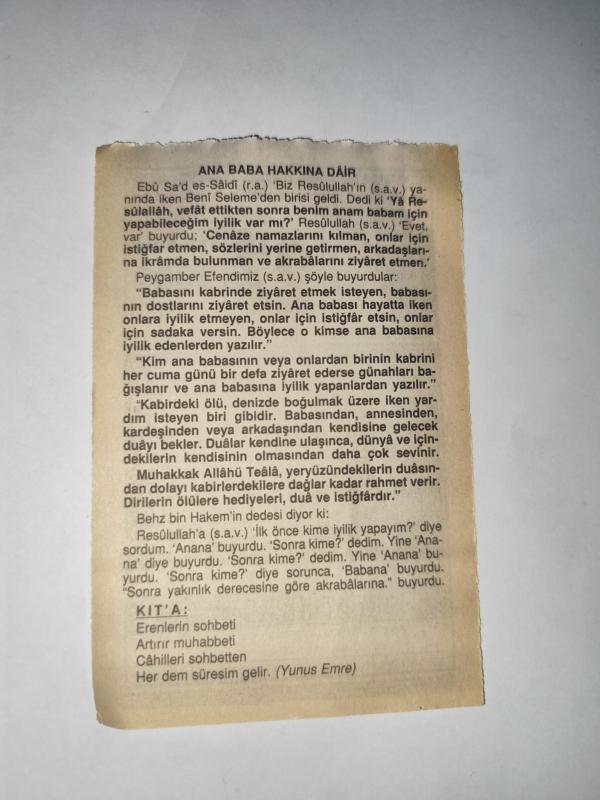 ANA BABA HAKKINA DÂİR
Ebû Sa'd es-Sâidî (r.a.) 'Biz Resûlullah'ın (s.a.v.) ya-
nında iken Benî Seleme'den birisi geldi. Dedi ki 'Yâ Re-
sûlallâh, vefât ettikten sonra benim anam babam için
yapabileceğim iyilik var mı?' Resûlullah (s.a.v.) 'Evet,
var' buyurdu; 'Cenâze namazlarını kılman, onlar için
istiğfar etmen, sözlerini yerine getirmen, arkadaşları-
na ikrâmda bulunman ve akrabâlarını ziyâret etmen.'
Peygamber Efendimiz (s.a.v.) şöyle buyurdular:
"Babasını kabrinde ziyâret etmek isteyen, babası-
nın dostlarını ziyâret etsin. Ana babası hayatta iken
onlara iyilik etmeyen, onlar için istiğfâr etsin, onlar
için sadaka versin. Böylece o kimse ana babasına
iyilik edenlerden yazılır."
"Kim ana babasının veya onlardan birinin kabrini
her cuma günü bir defa ziyâret ederse günahları ba-
ğışlanır ve ana babasına iyilik yapanlardan yazılır."
"Kabirdeki ölü, denizde boğulmak üzere iken yar-
dım isteyen biri gibidir. Babasından, annesinden,
kardeşinden veya arkadaşından kendisine gelecek
duâyı bekler. Duâlar kendine ulaşınca, dünyâ ve için-
dekilerin kendisinin olmasından daha çok sevinir.
Muhakkak Allâhü Teâlâ, yeryüzündekilerin duâsın-
dan dolayı kabirlerdekilere dağlar kadar rahmet verir.
Dirilerin ölülere hediyeleri, duâ ve istiğfârdır."
Behz bin Hakem'in dedesi diyor ki:
Resûlullah'a (s.a.v.) 'İlk önce kime iyilik yapayım?' diye
sordum. 'Anana' buyurdu. 'Sonra kime?' dedim. Yine 'Ana-
na' diye buyurdu. 'Sonra kime?' dedim. Yine 'Anana' bu-
yurdu. 'Sonra kime?' diye sorunca, 'Babana' buyurdu.
"Sonra yakınlık derecesine göre akrabâlarına." buyurdu.
KIT'A:
Erenlerin sohbeti
Artırır muhabbeti
Câhilleri sohbetten
Her dem süresim gelir. (Yunus Emre)